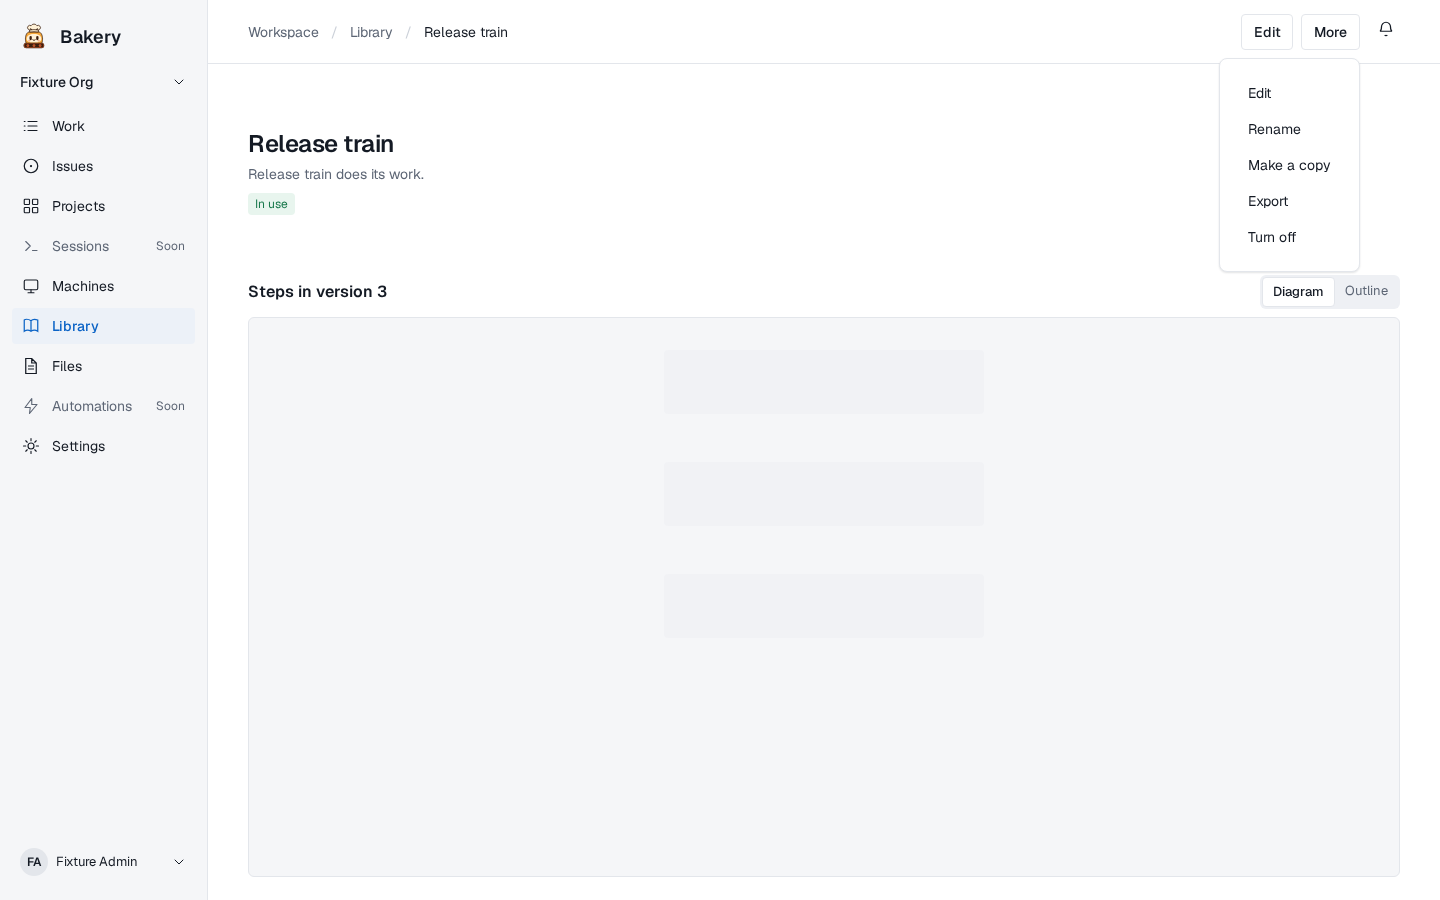 Bakery
Fixture Org
Work
Issues
Projects
Sessions Soon
Machines
Library
Files
Automations Soon
Settings
FA Fixture Admin
Workspace / Library / Release train
Edit More
Edit
Rename
Make a copy
Export
Turn off
Release train
Release train does its work.
In use
Steps in version 3
Diagram Outline